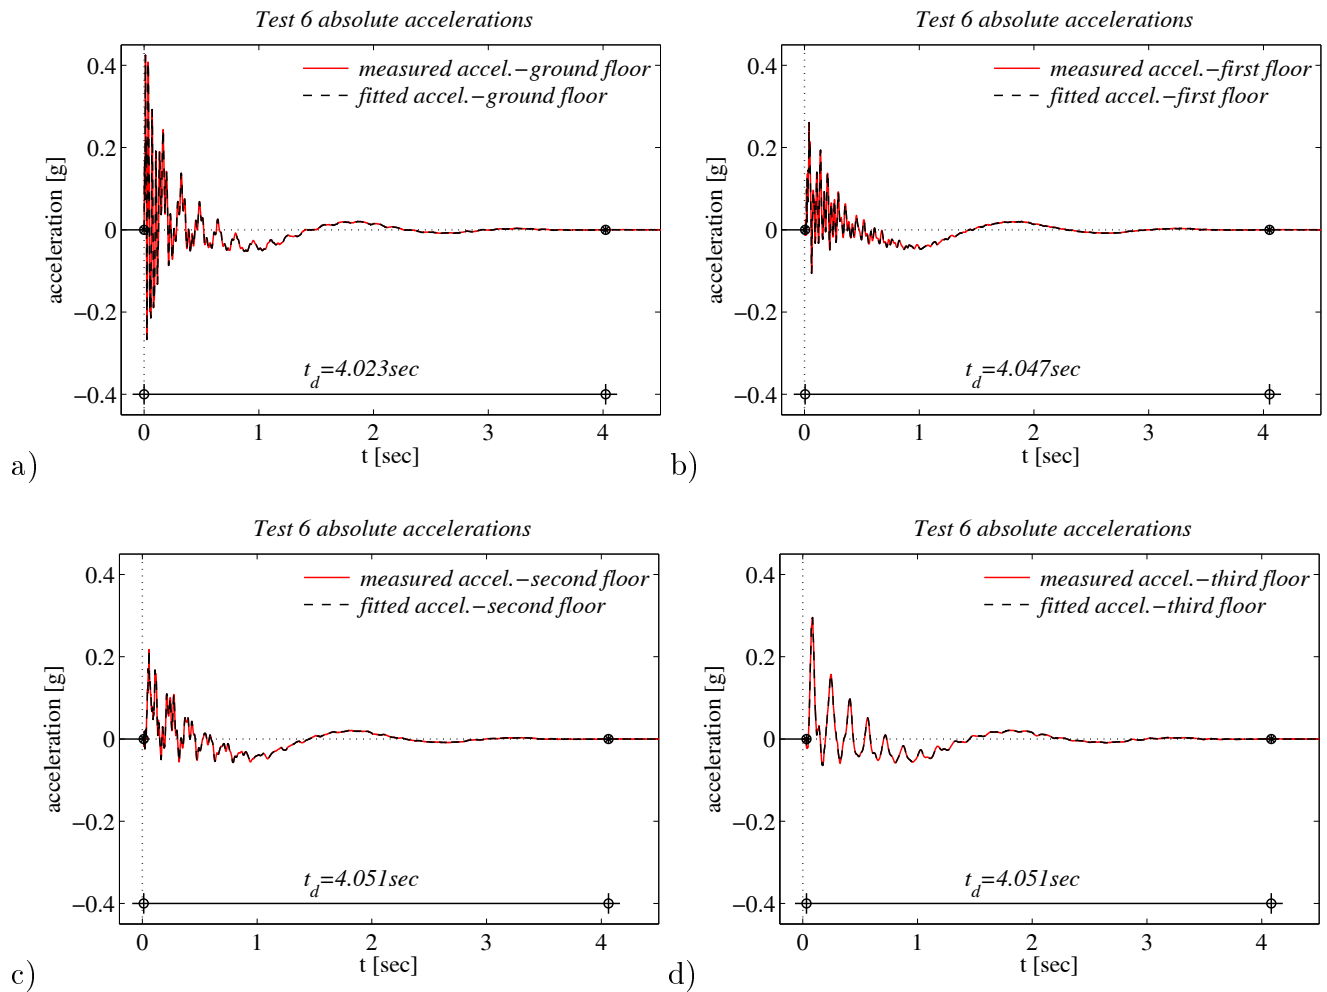 Test 6 absolute accelerations
measured accel.−ground floor
fitted accel.−ground floor
acceleration [g]
0.4
0.2
0
−0.2
−0.4
t_d=4.023sec
0 1 2 3 4
t [sec]
a)
Test 6 absolute accelerations
measured accel.−first floor
fitted accel.−first floor
acceleration [g]
0.4
0.2
0
−0.2
−0.4
t_d=4.047sec
0 1 2 3 4
t [sec]
b)
Test 6 absolute accelerations
measured accel.−second floor
fitted accel.−second floor
acceleration [g]
0.4
0.2
0
−0.2
−0.4
t_d=4.051sec
0 1 2 3 4
t [sec]
c)
Test 6 absolute accelerations
measured accel.−third floor
fitted accel.−third floor
acceleration [g]
0.4
0.2
0
−0.2
−0.4
t_d=4.051sec
0 1 2 3 4
t [sec]
d)